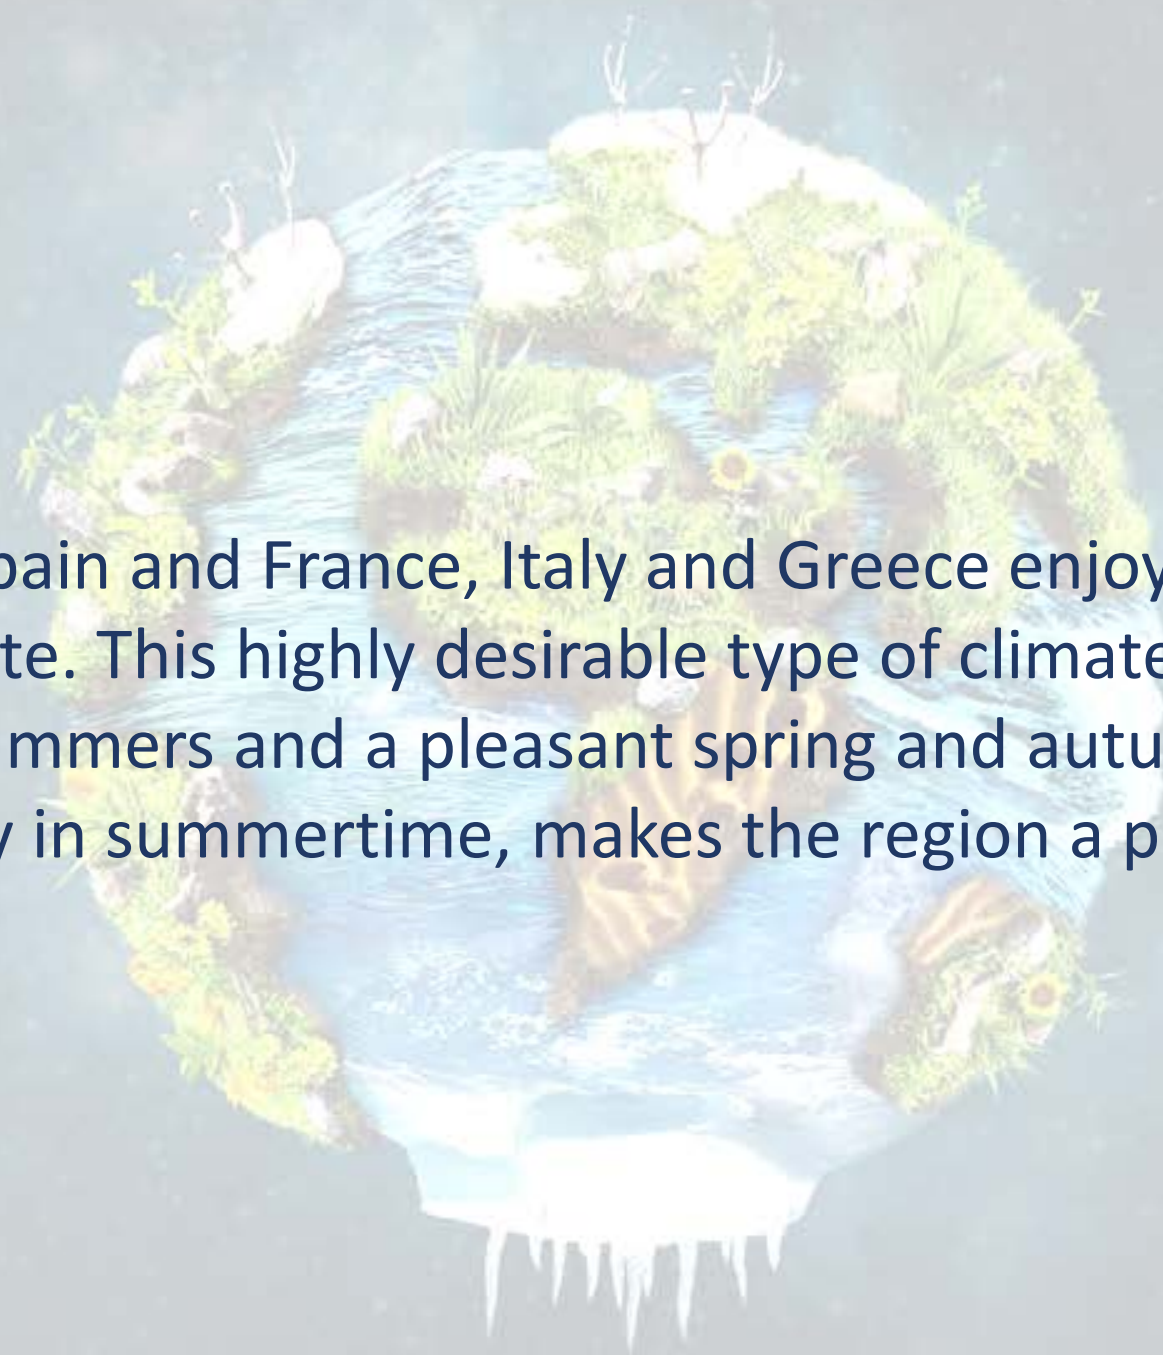 pain and France, Italy and Greece enjoy
te. This highly desirable type of climate
mmers and a pleasant spring and autu
y in summertime, makes the region a p